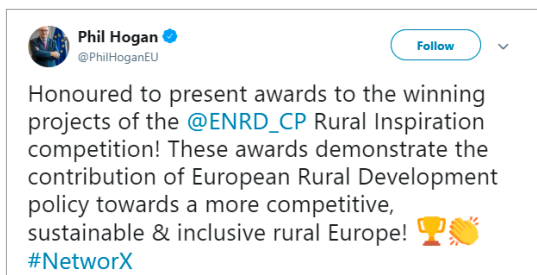 Phil Hogan
@PhilHoganEU
Follow
Honoured to present awards to the winning
projects of the @ENRD_CP Rural Inspiration
competition! These awards demonstrate the
contribution of European Rural Development
policy towards a more competitive,
sustainable & inclusive rural Europe! 🏆👏
#NetworX